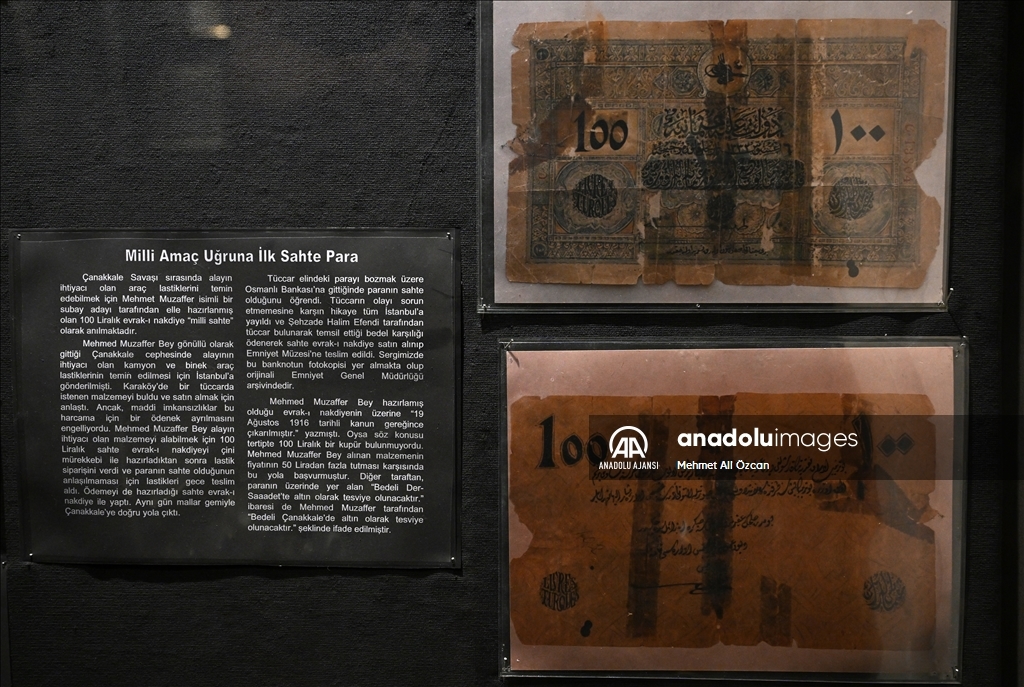 Milli Amaç Uğruna İlk Sahte Para
Çanakkale Savaşı sırasında alayın
ihtiyacı olan araç lastiklerini temin
edebilmek için Mehmet Muzaffer isimli bir
subay adayı tarafından elle hazırlanmış
olan 100 Liralık evrak-ı nakdiye “milli sahte”
olarak anılmaktadır.
Mehmed Muzaffer Bey gönüllü olarak
gittiği Çanakkale cephesinde alayının
ihtiyacı olan kamyon ve binek araç
lastiklerinin temin edilmesi için İstanbul'a
gönderilmişti. Karaköy'de bir tüccarda
istenen malzemeyi buldu ve satın almak için
anlaştı. Ancak, maddi imkansızlıklar bu
harcama için bir ödenek ayrılmasını
engelliyordu. Mehmed Muzaffer Bey alayın
ihtiyacı olan malzemeyi alabilmek için 100
Liralık sahte evrak-ı nakdiyeyi çini
mürekkebi ile hazırladıktan sonra lastik
siparişini verdi ve paranın sahte olduğunun
anlaşılmaması için lastikleri gece teslim
aldı. Ödemeyi de hazırladığı sahte evrak-ı
nakdiye ile yaptı. Aynı gün mallar gemiyle
Çanakkale'ye doğru yola çıktı.
Tüccar elindeki parayı bozmak üzere
Osmanlı Bankası'na gittiğinde paranın sahte
olduğunu öğrendi. Tüccarın olayı sorun
etmemesine karşın hikaye tüm İstanbul'a
yayıldı ve Şehzade Halim Efendi tarafından
tüccar bulunarak temsil ettiği bedel karşılığı
ödenerek sahte evrak-ı nakdiye satın alınıp
Emniyet Müzesi'ne teslim edildi. Sergimizde
bu banknotun fotokopisi yer almakta olup
orijinali Emniyet Genel Müdürlüğü
arşivindedir.
Mehmed Muzaffer Bey hazırlamış
olduğu evrak-ı nakdiyenin üzerine “19
Ağustos 1916 tarihli kanun gereğince
çıkarılmıştır.” yazmıştı. Oysa söz konusu
tertipte 100 Liralık bir kupür bulunmuyordu.
Mehmed Muzaffer Bey alınan malzemenin
fiyatının 50 Liradan fazla tutması karşısında
bu yola başvurmuştur. Diğer taraftan,
paranın üzerinde yer alan “Bedeli Der-
Saaadet'te altın olarak tesviye olunacaktır.”
ibaresi de Mehmed Muzaffer tarafından
“Bedeli Çanakkale'de altın olarak tesviye
olunacaktır.” şeklinde ifade edilmiştir.
100
١٠٠
100
AA
ANADOLU AJANSI
anadoluimages
Mehmet Ali Özcan